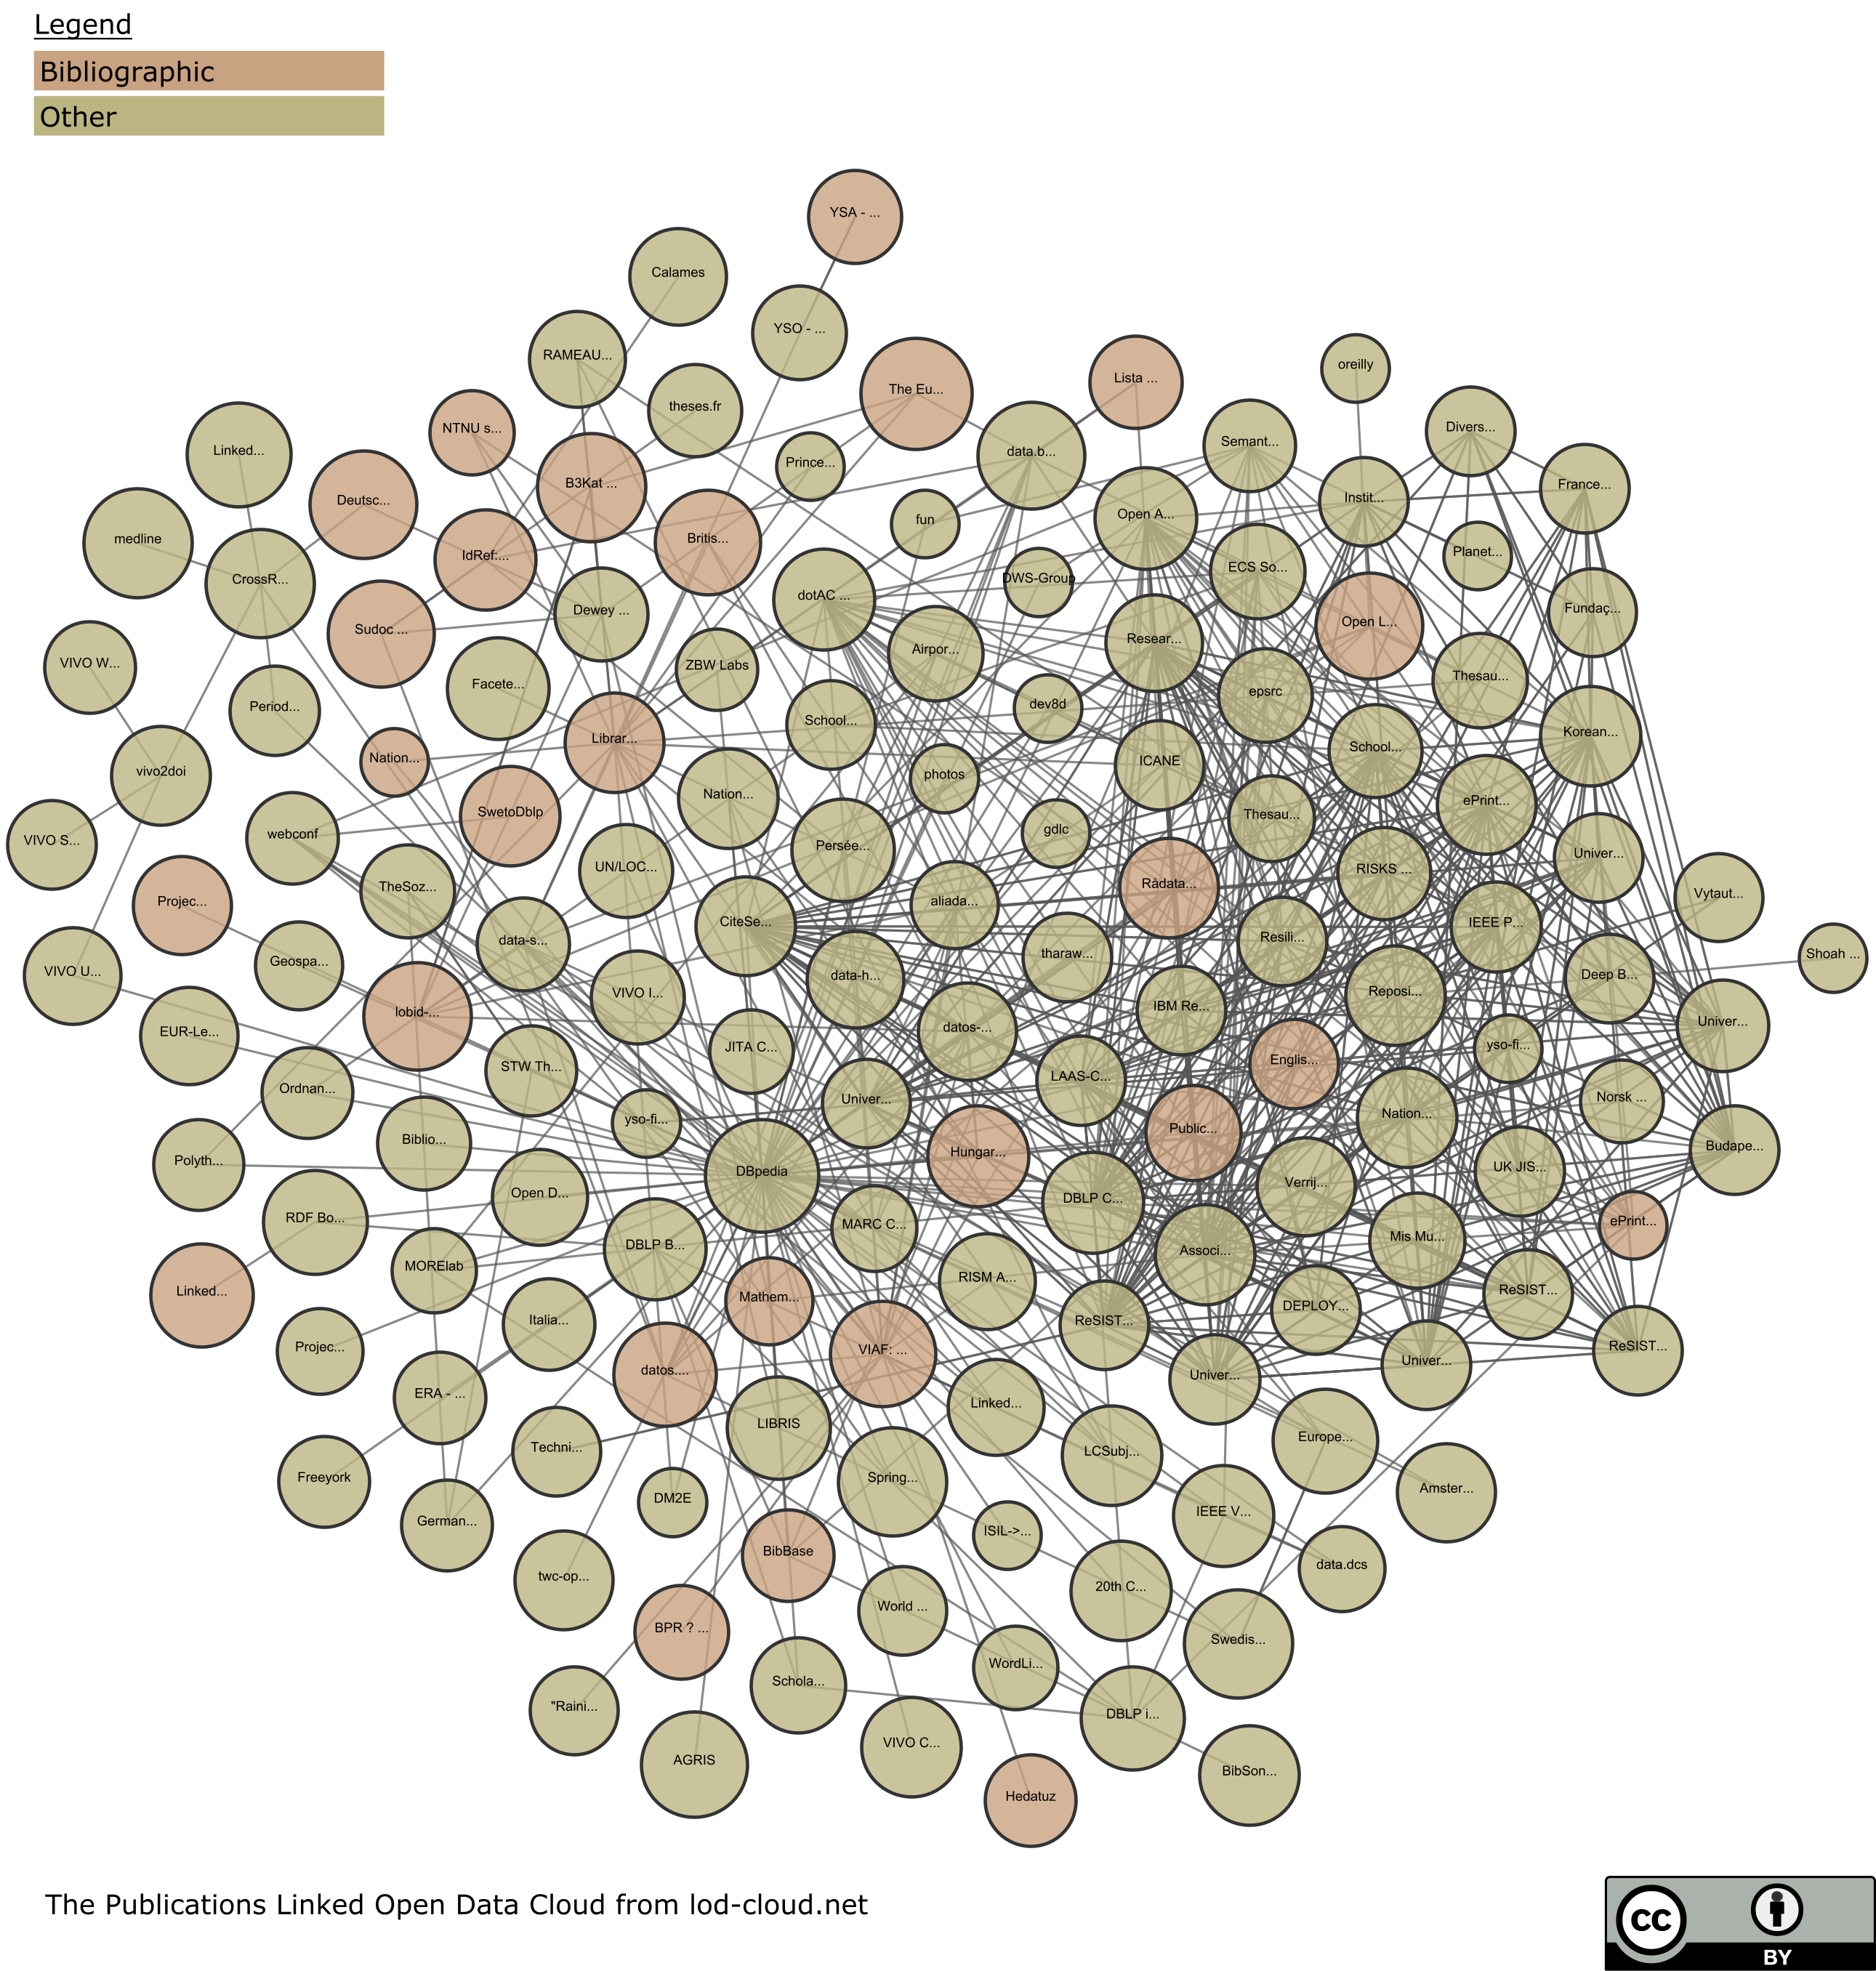 Legend
Bibliographic
Other
YSA - ...
Calames
YSO - ...
RAMEAU...
The Eu...
Lista ...
oreilly
theses.fr
NTNU s...
Divers...
Semant...
Linked...
data.b...
Prince...
B3Kat ...
France...
Deutsc...
Instit...
Open A...
fun
medline
Britis...
Planet...
IdRef:...
ECS So...
CrossR...
DWS-Group
dotAC ...
Dewey ...
Fundaç...
Open L...
Sudoc ...
Resear...
Airpor...
VIVO W...
ZBW Labs
Thesau...
Facete...
epsrc
Period...
dev8d
School...
Korean...
Librar...
School...
Nation...
ICANE
vivo2doi
photos
Nation...
ePrint...
SwetoDblp
Thesau...
gdlc
webconf
VIVO S...
Persée...
Univer...
UN/LOC...
RISKS ...
Ràdata...
TheSoz...
Vytaut...
Projec...
aliada...
CiteSe...
IEEE P...
data-s...
Resili...
tharaw...
Shoah ...
Geospa...
VIVO U...
data-h...
Deep B...
VIVO I...
Reposi...
IBM Re...
lobid-...
Univer...
datos-...
EUR-Le...
JITA C...
yso-fi...
Englis...
STW Th...
LAAS-C...
Ordnan...
Norsk ...
Univer...
Nation...
yso-fi...
Public...
Biblio...
Budape...
Hungar...
Polyth...
UK JIS...
DBpedia
Verrij...
Open D...
DBLP C...
RDF Bo...
MARC C...
ePrint...
Mis Mu...
DBLP B...
Associ...
MORElab
RISM A...
ReSIST...
Linked...
Mathem...
DEPLOY...
Italia...
ReSIST...
Projec...
ReSIST...
VIAF: ...
Univer...
datos....
Univer...
ERA - ...
Linked...
LIBRIS
Europe...
Techni...
LCSubj...
Freeyork
Spring...
Amster...
DM2E
IEEE V...
German...
ISIL->...
BibBase
data.dcs
twc-op...
20th C...
World ...
BPR ? ...
Swedis...
WordLi...
Schola...
"Raini...
DBLP i...
VIVO C...
AGRIS
BibSon...
Hedatuz
The Publications Linked Open Data Cloud from lod-cloud.net
cc
BY